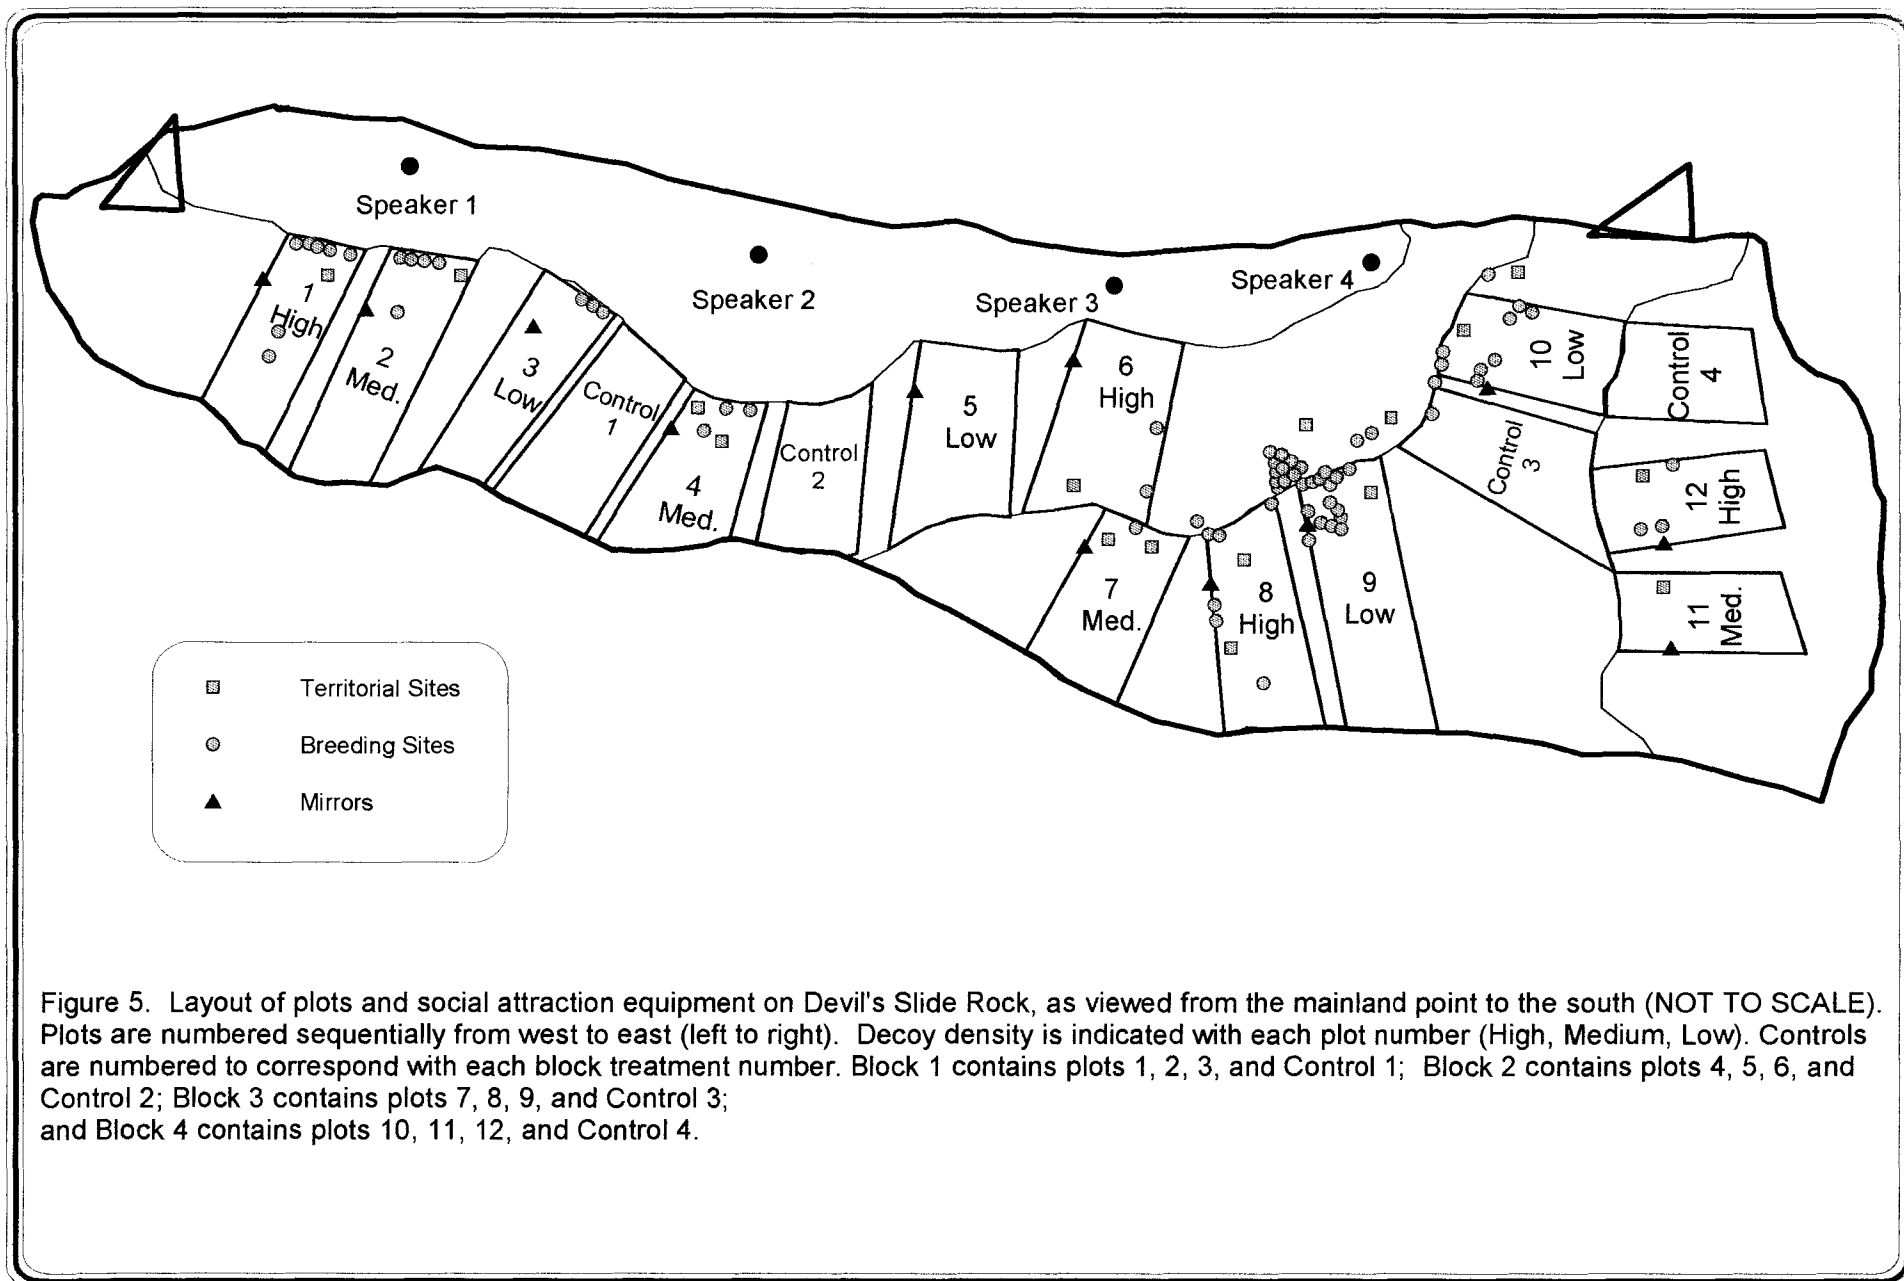 Speaker 1
Speaker 2
Speaker 3
Speaker 4
1
High
2
Med.
3
Low
Control
1
4
Med.
Control
2
5
Low
6
High
7
Med.
8
High
9
Low
10
Low
Control
4
Control
3
12
High
11
Med.
Territorial Sites
Breeding Sites
Mirrors
Figure 5. Layout of plots and social attraction equipment on Devil's Slide Rock, as viewed from the mainland point to the south (NOT TO SCALE).
Plots are numbered sequentially from west to east (left to right). Decoy density is indicated with each plot number (High, Medium, Low). Controls
are numbered to correspond with each block treatment number. Block 1 contains plots 1, 2, 3, and Control 1; Block 2 contains plots 4, 5, 6, and
Control 2; Block 3 contains plots 7, 8, 9, and Control 3;
and Block 4 contains plots 10, 11, 12, and Control 4.